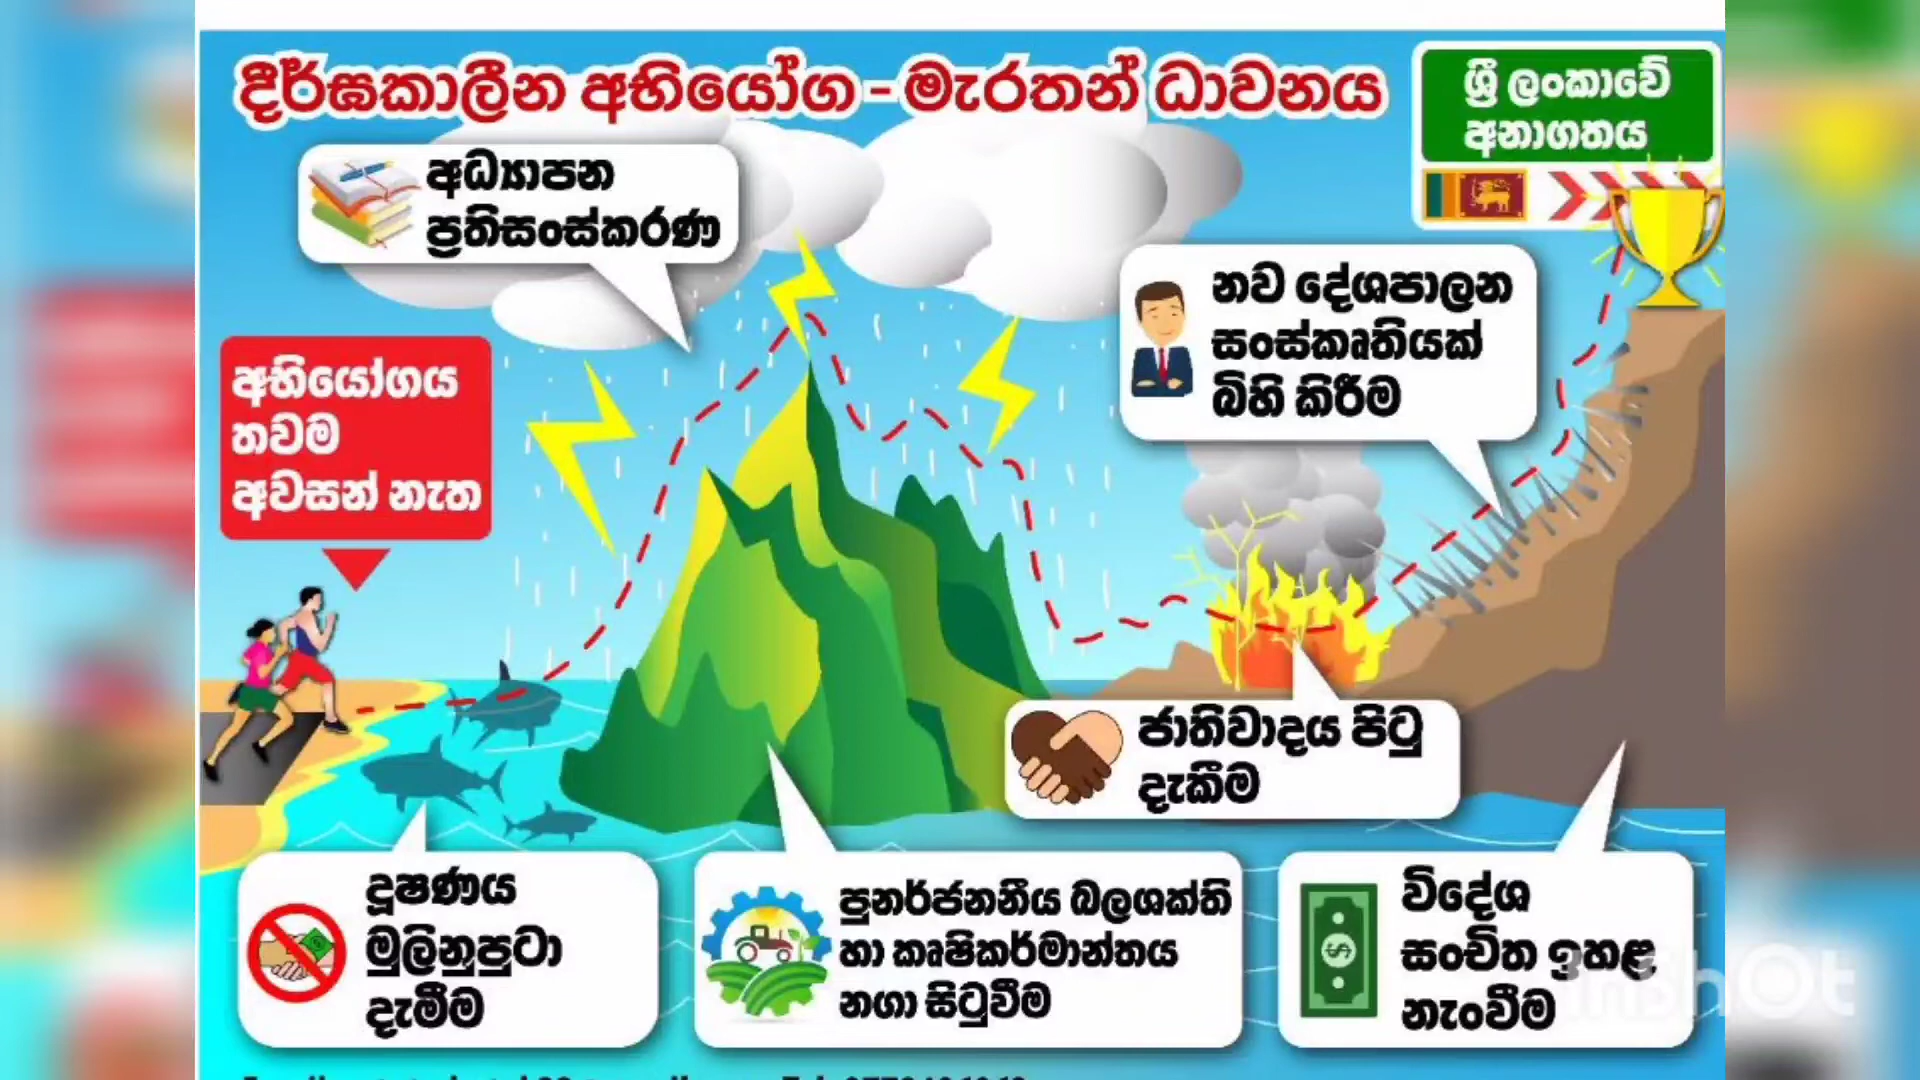 දීර්ඝකාලීන අභියෝග - මැරතන් ධාවනය
ශ්‍රී ලංකාවේ
අනාගතය
අධ්‍යාපන
ප්‍රතිසංස්කරණ
නව දේශපාලන
සංස්කෘතියක්
බිහි කිරීම
අභියෝගය
තවම
අවසන් නැත
ජාතිවාදය පිටු
දැකීම
දූෂණය
මුලිනුපුටා
දැමීම
පුනර්ජනනීය බලශක්ති
හා කෘෂිකර්මාන්තය
නගා සිටුවීම
විදේශ
සංචිත ඉහළ
නැංවීම
InShOt